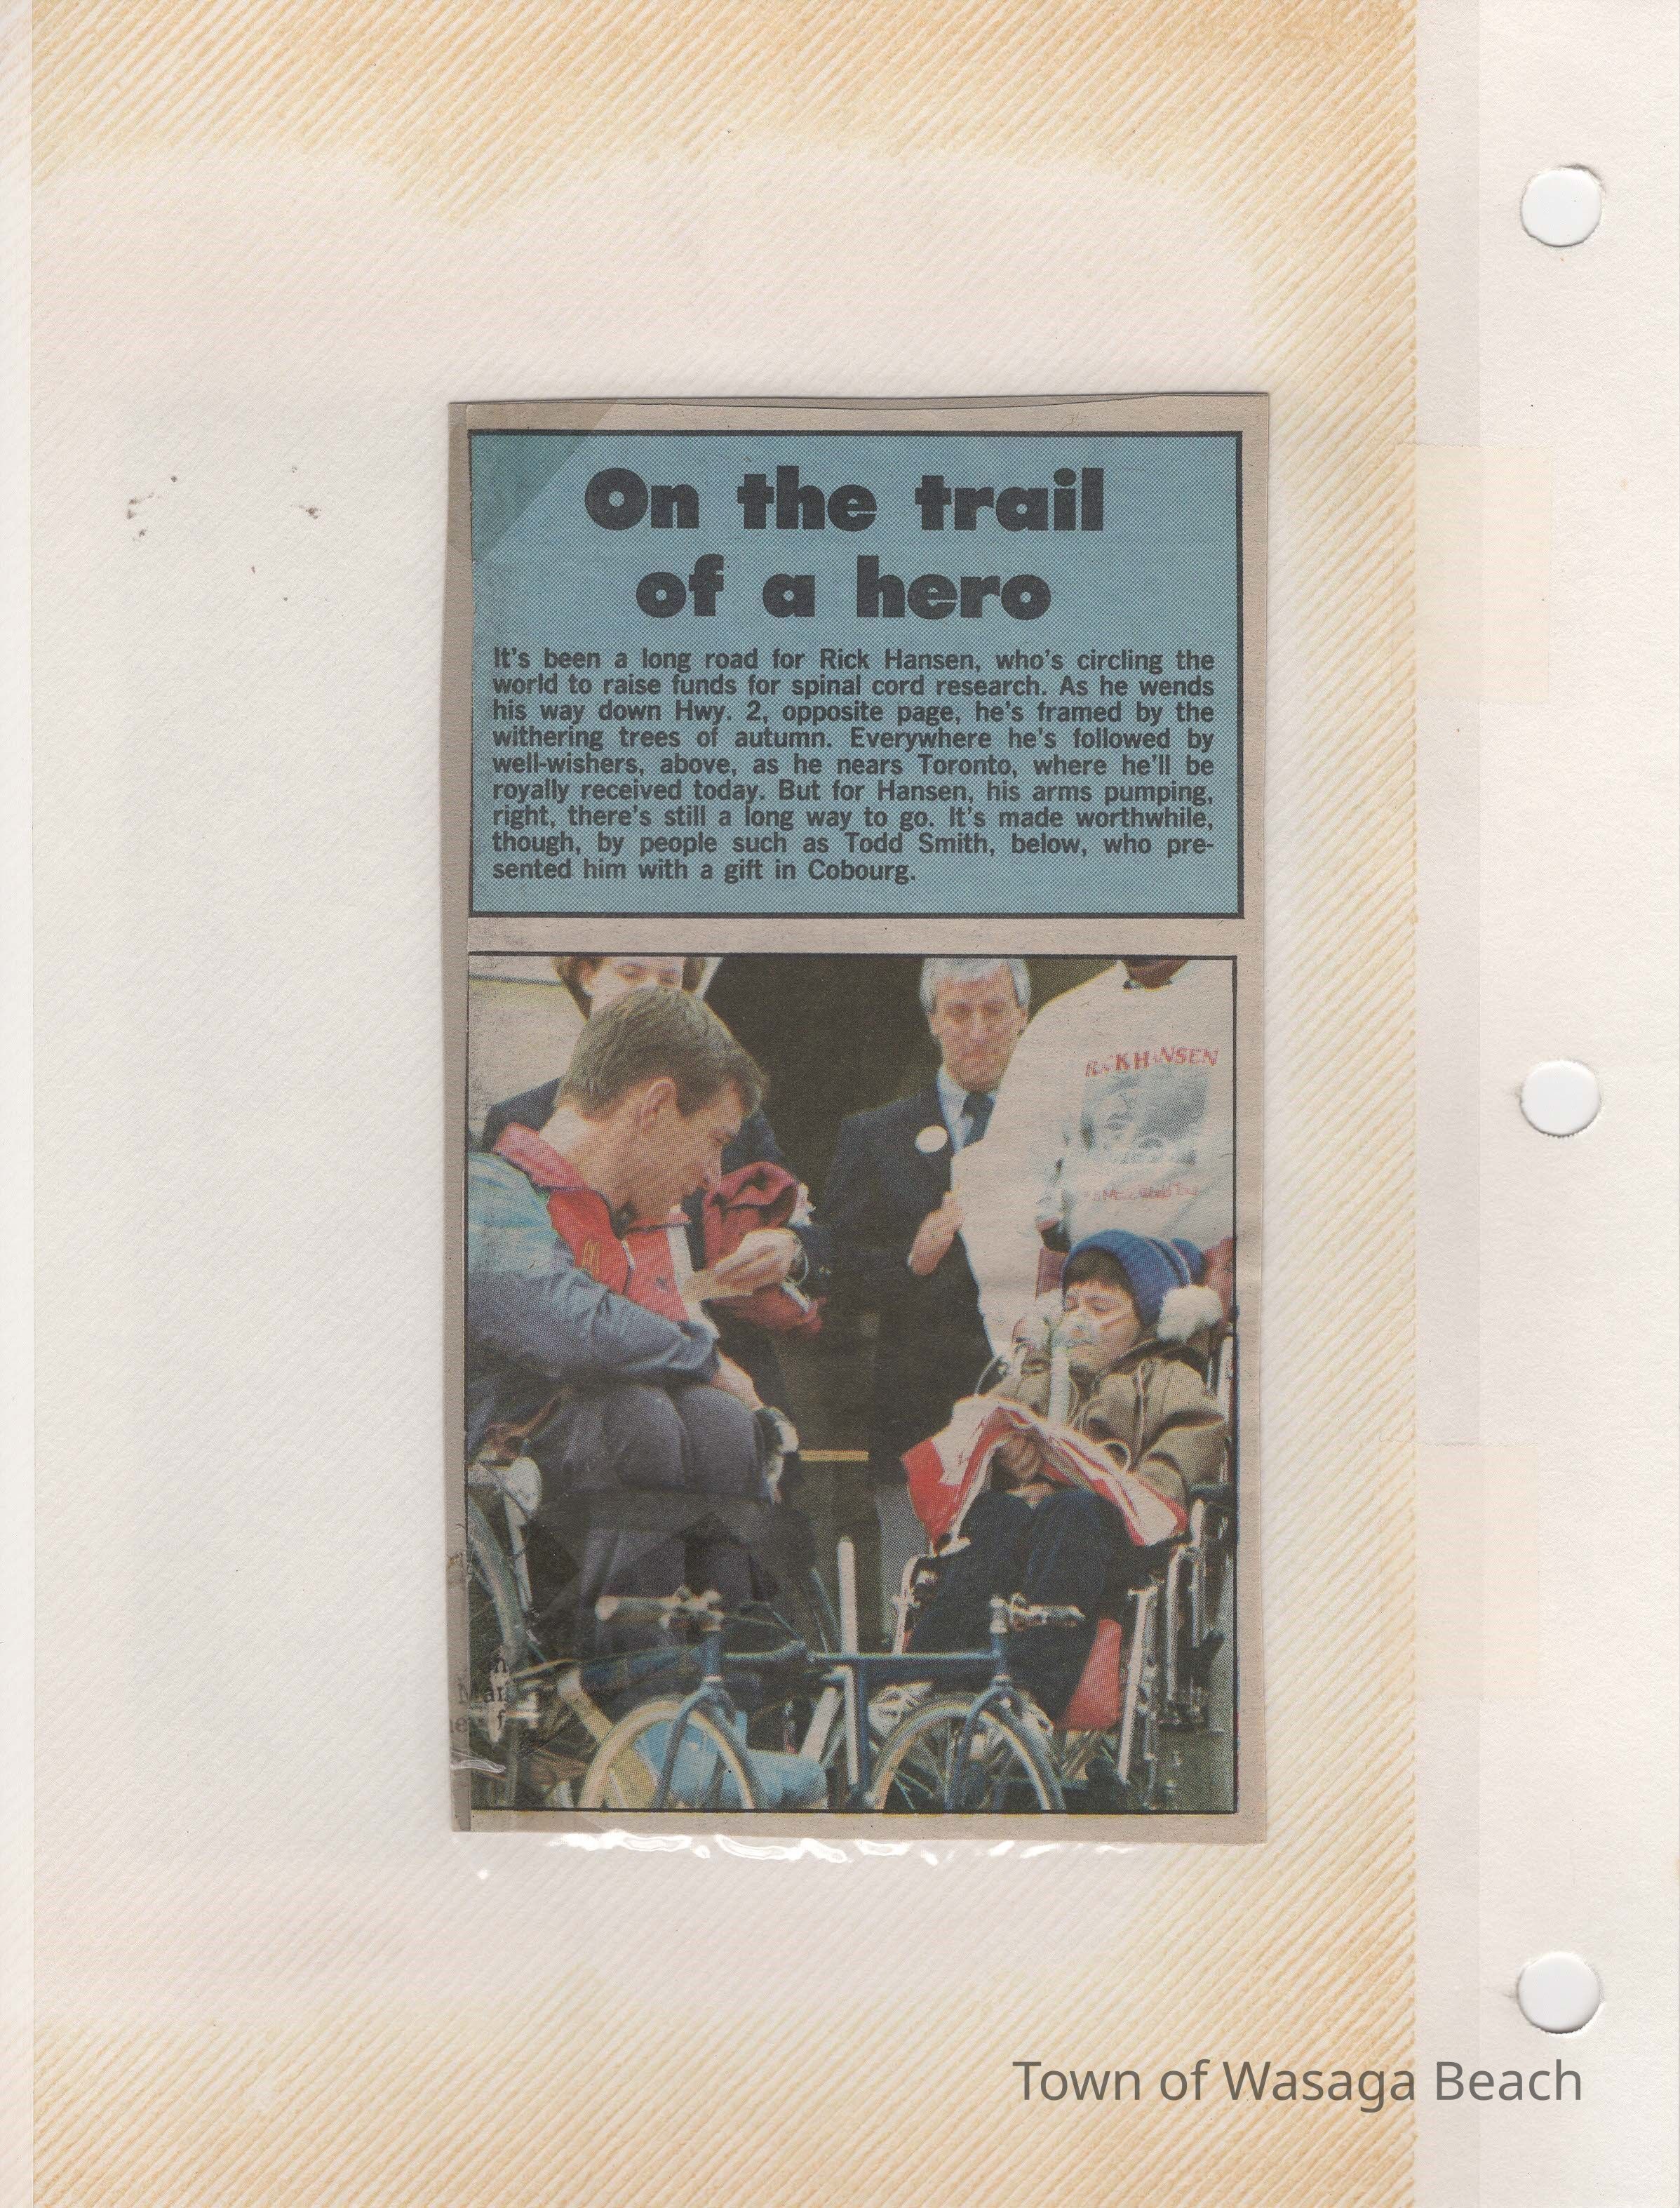 On the trail
of a hero
It's been a long road for Rick Hansen, who's circling the
world to raise funds for spinal cord research. As he wends
his way down Hwy. 2, opposite page, he's framed by the
withering trees of autumn. Everywhere he's followed by
well-wishers, above, as he nears Toronto, where he'll be
royally received today. But for Hansen, his arms pumping,
right, there's still a long way to go. It's made worthwhile,
though, by people such as Todd Smith, below, who pre-
sented him with a gift in Cobourg.
RICK HANSEN
Town of Wasaga Beach